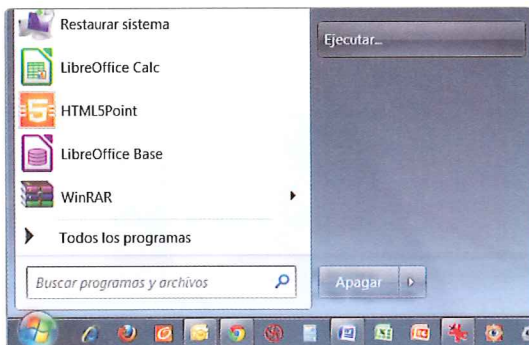 Restaurar sistema
LibreOffice Calc
HTML5Point
LibreOffice Base
WinRAR
Todos los programas
Buscar programas y archivos
Ejecutar...
Apagar